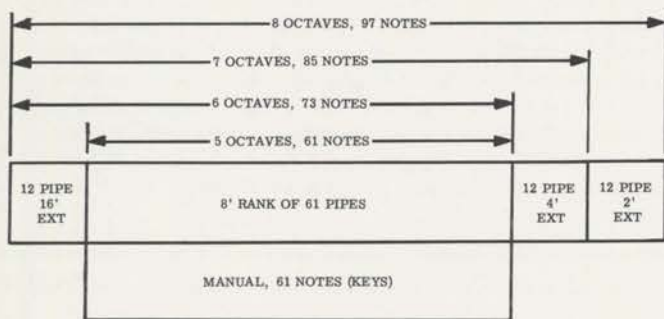 8 OCTAVES, 97 NOTES
7 OCTAVES, 85 NOTES
6 OCTAVES, 73 NOTES
5 OCTAVES, 61 NOTES
12 PIPE
16'
EXT
8' RANK OF 61 PIPES
12 PIPE
4'
EXT
12 PIPE
2'
EXT
MANUAL, 61 NOTES (KEYS)